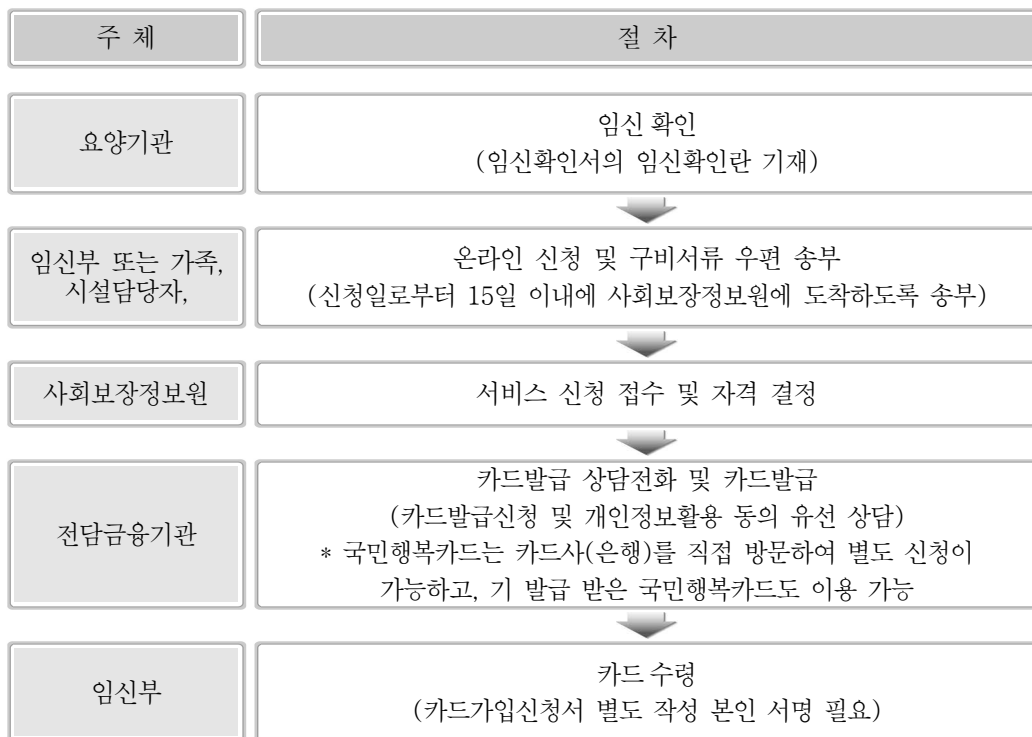 주 체
절 차
요양기관
임신 확인
(임신확인서의 임신확인란 기재)
임신부 또는 가족,
시설담당자,
온라인 신청 및 구비서류 우편 송부
(신청일로부터 15일 이내에 사회보장정보원에 도착하도록 송부)
사회보장정보원
서비스 신청 접수 및 자격 결정
전담금융기관
카드발급 상담전화 및 카드발급
(카드발급신청 및 개인정보활용 동의 유선 상담)
* 국민행복카드는 카드사(은행)를 직접 방문하여 별도 신청이
가능하고, 기 발급 받은 국민행복카드도 이용 가능
임신부
카드 수령
(카드가입신청서 별도 작성 본인 서명 필요)